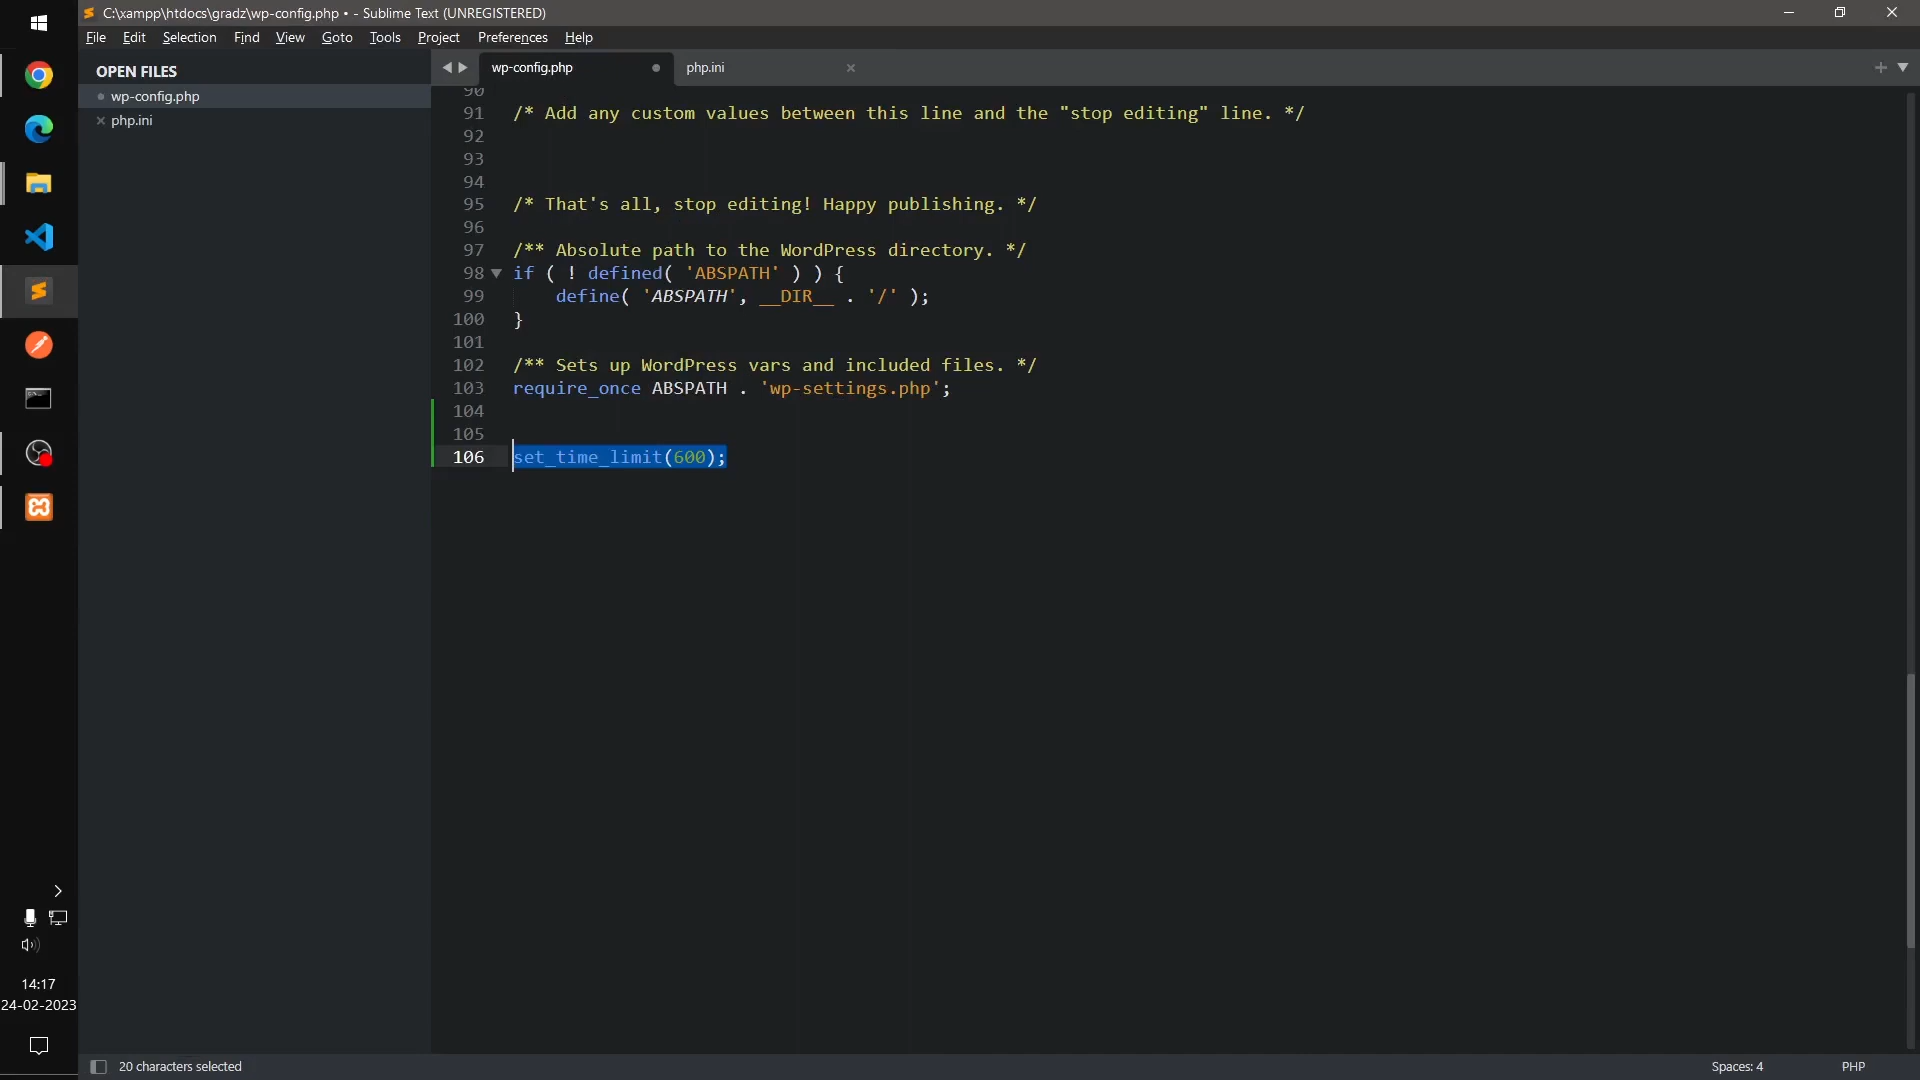 C:\xampp\htdocs\gradz\wp-config.php • - Sublime Text (UNREGISTERED)
File Edit Selection Find View Goto Tools Project Preferences Help
OPEN FILES
wp-config.php
php.ini
wp-config.php
php.ini
90
91 /* Add any custom values between this line and the "stop editing" line. */
92
93
94
95 /* That's all, stop editing! Happy publishing. */
96
97 /** Absolute path to the WordPress directory. */
98 if ( ! defined( 'ABSPATH' ) ) {
99 define( 'ABSPATH', __DIR__ . '/' );
100 }
101
102 /** Sets up WordPress vars and included files. */
103 require_once ABSPATH . 'wp-settings.php';
104
105
106 set_time_limit(600);
14:17
24-02-2023
20 characters selected
Spaces: 4
PHP